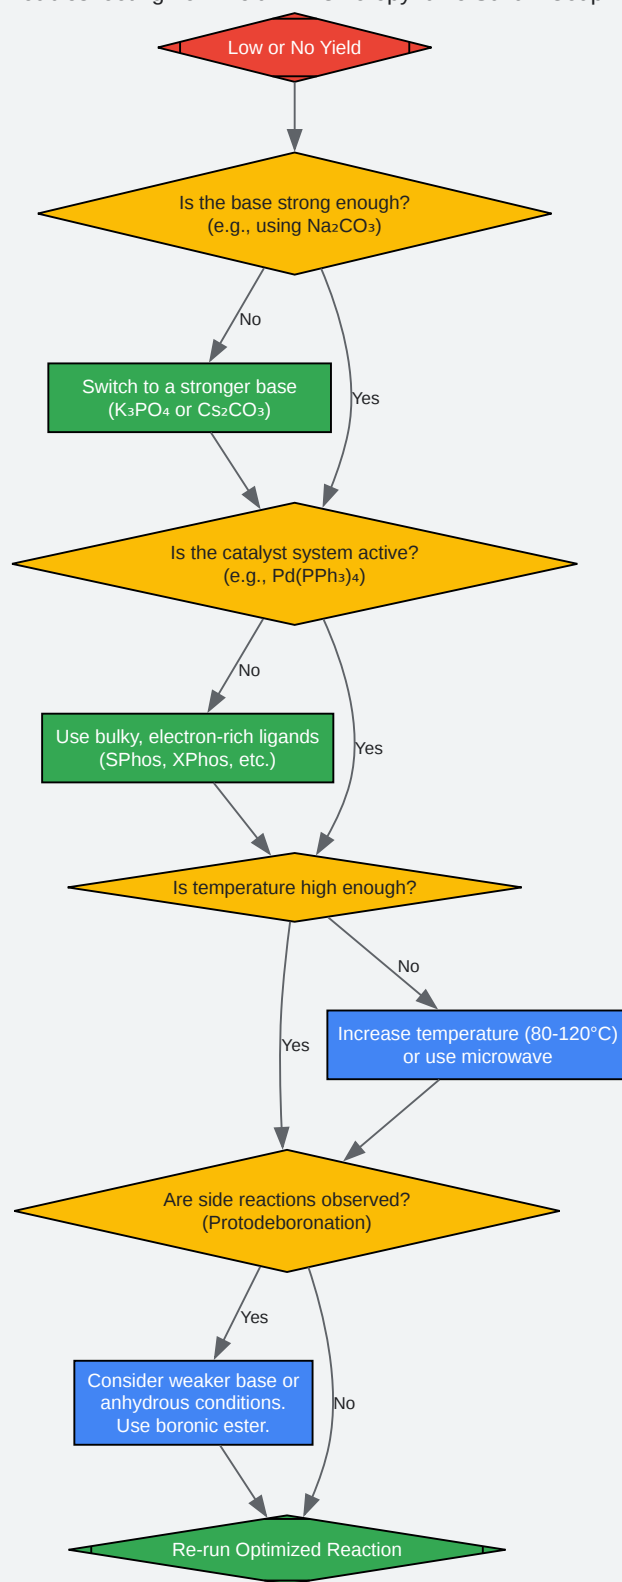 Low or No Yield
Is the base strong enough?
(e.g., using Na₂CO₃)
No
Switch to a stronger base
(K₃PO₄ or Cs₂CO₃)
Yes
Is the catalyst system active?
(e.g., Pd(PPh₃)₄)
No
Use bulky, electron-rich ligands
(SPhos, XPhos, etc.)
Yes
Is temperature high enough?
No
Increase temperature (80-120°C)
or use microwave
Yes
Are side reactions observed?
(Protodeboronation)
Yes
Consider weaker base or
anhydrous conditions.
Use boronic ester.
No
Re-run Optimized Reaction